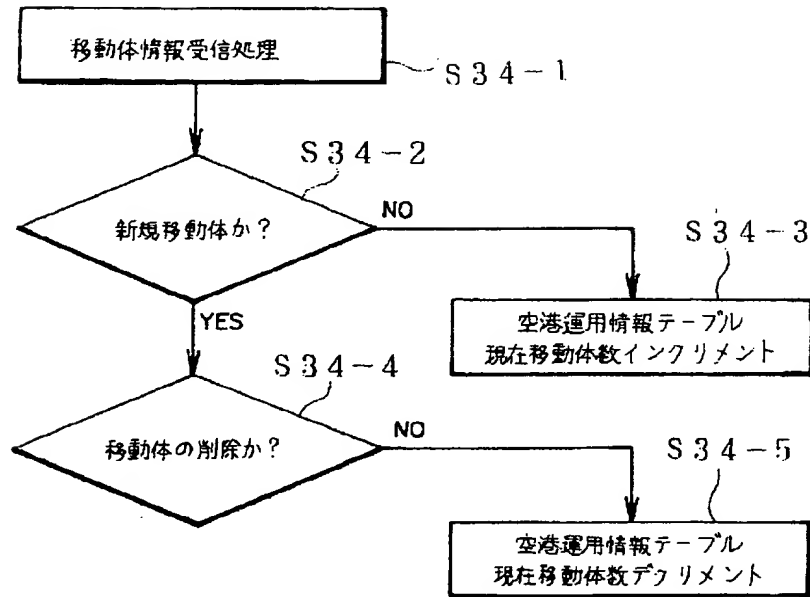 移動体情報受信処理
S34-1
S34-2
新規移動体か?
NO
S34-3
空港運用情報テーブル
現在移動体数インクリメント
YES
S34-4
移動体の削除か?
NO
S34-5
空港運用情報テーブル
現在移動体数デクリメント